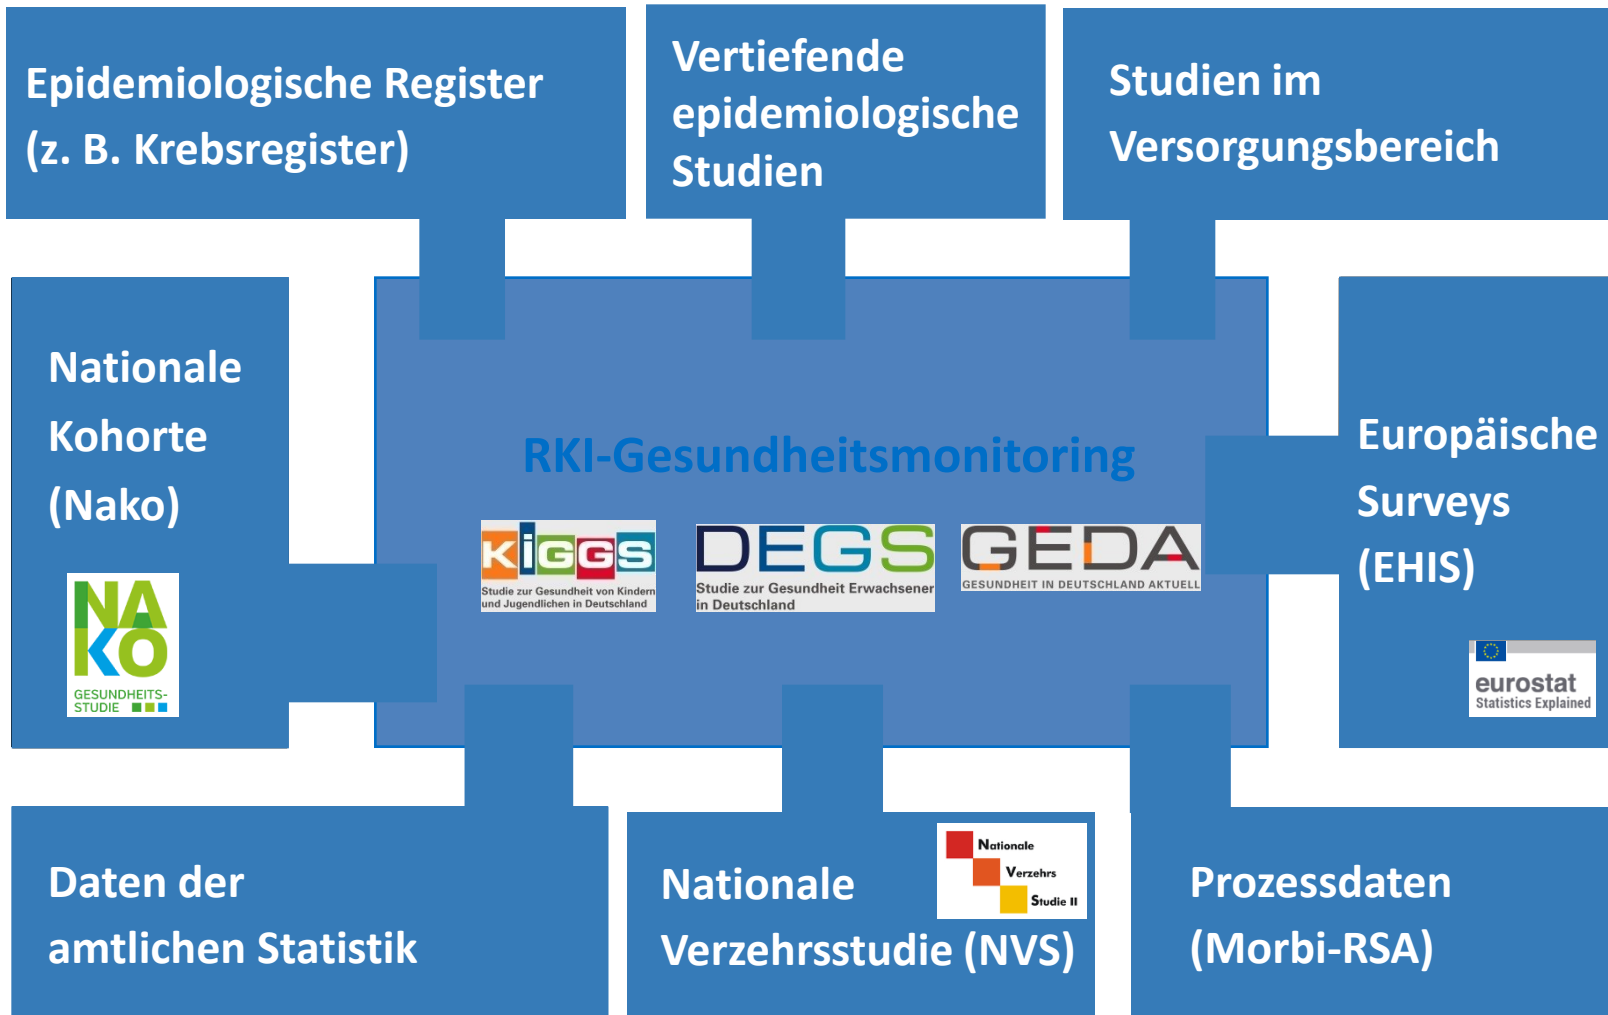 Epidemiologische Register
(z. B. Krebsregister)
Vertiefende
epidemiologische
Studien
Studien im
Versorgungsbereich
Nationale
Kohorte
(Nako)
NA
KO
GESUNDHEITS-
STUDIE
RKI-Gesundheitsmonitoring
KiGGS
Studie zur Gesundheit von Kindern
und Jugendlichen in Deutschland
DEGS
Studie zur Gesundheit Erwachsener
in Deutschland
GEDA
GESUNDHEIT IN DEUTSCHLAND AKTUELL
Europäische
Surveys
(EHIS)
eurostat
Statistics Explained
Daten der
amtlichen Statistik
Nationale
Verzehrsstudie (NVS)
Nationale
Verzehrs
Studie II
Prozessdaten
(Morbi-RSA)